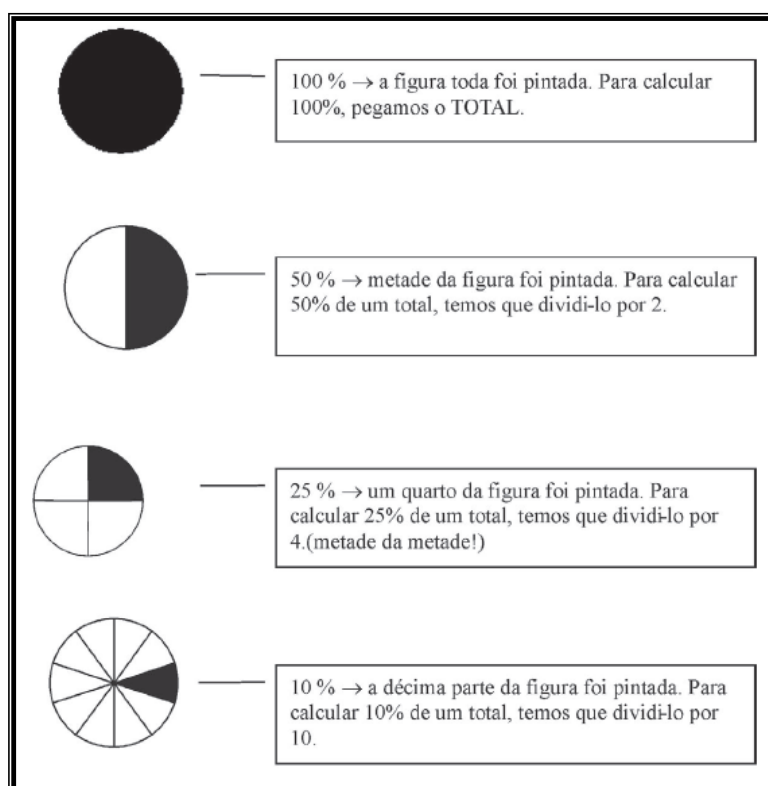 100 % → a figura toda foi pintada. Para calcular
100%, pegamos o TOTAL.
50 % → metade da figura foi pintada. Para calcular
50% de um total, temos que dividi-lo por 2.
25 % → um quarto da figura foi pintada. Para
calcular 25% de um total, temos que dividi-lo por
4.(metade da metade!)
10 % → a décima parte da figura foi pintada. Para
calcular 10% de um total, temos que dividi-lo por
10.